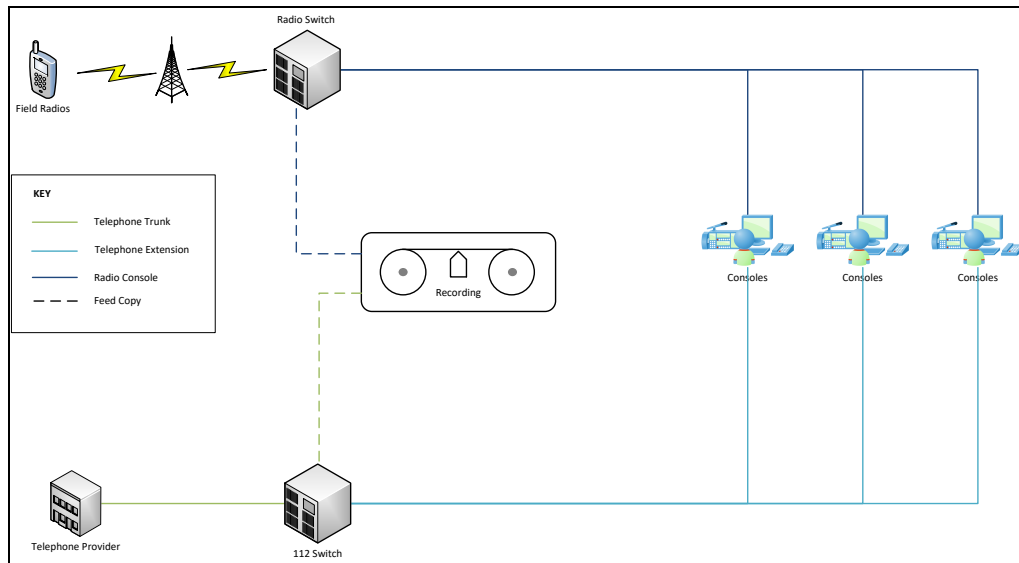 Radio Switch
Field Radios
KEY
Telephone Trunk
Telephone Extension
Radio Console
Feed Copy
Recording
Consoles
Consoles
Consoles
Telephone Provider
112 Switch